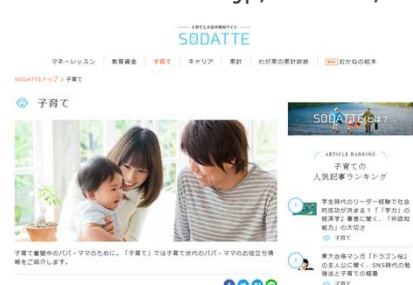 子育てとお金の情報サイト
SODATTE
マネーレッスン 教育資金 子育て キャリア 家計 わが家の家計診断 おかねの絵本
SODATTEトップ > 子育て
子育て
子育て奮闘中のパパ・ママのために。「子育て」では子育て世代のパパ・ママのお役立ち情
報をご紹介します。
SODATTEとは?
ARTICLE RANKING
子育ての
人気記事ランキング
学生時代のリーダー経験で社会
的成功が決まる?『「学力」の
経済学』著者に聞く、「非認知
能力」の大切さ
子育て
東大合格マンガ『ドラゴン桜』
の主人公に聞く、SNS時代の勉
強法と子育ての極意
子育て